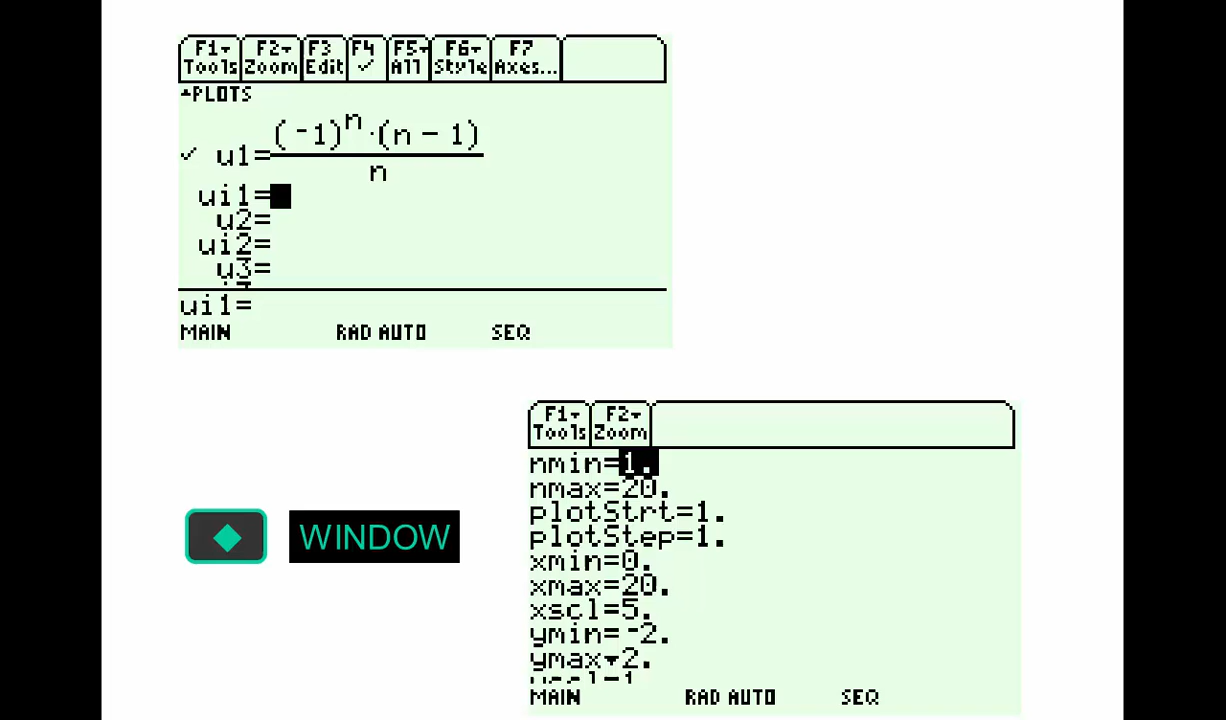 F1 F2 F3 F4 F5 F6 F7
Tools Zoom Edit ✓ All Style Axes...
PLOTS
✓ u1=((-1)^n·(n-1))/n
ui1=
u2=
ui2=
u3=
ui1=
MAIN RAD AUTO SEQ
F1 F2
Tools Zoom
nmin=1.
nmax=20.
plotStrt=1.
plotStep=1.
xmin=0.
xmax=20.
xscl=5.
ymin=-2.
ymax 2.
MAIN RAD AUTO SEQ
WINDOW